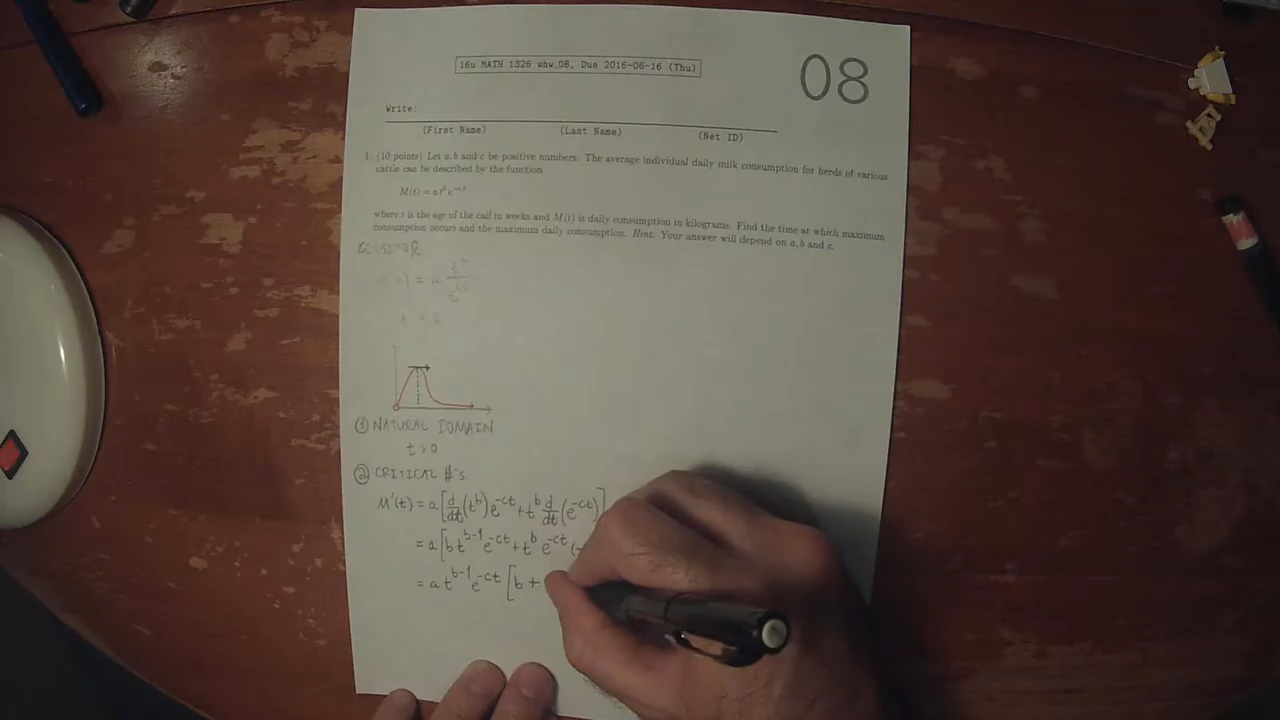 16u MATH 1326 whw_08, Due 2016-06-16 (Thu)
08
Write:
(First Name) (Last Name) (Net ID)
1. (10 points) Let a, b and c be positive numbers. The average individual daily milk consumption for herds of various
cattle can be described by the function
M(t) = at^b e^{-ct}
where t is the age of the calf in weeks and M(t) is daily consumption in kilograms. Find the time at which maximum
consumption occurs and the maximum daily consumption. Hint: Your answer will depend on a, b and c.
① NATURAL DOMAIN
t > 0
② CRITICAL #'s
M'(t) = a[d/dt(t^b)e^{-ct} + t^b d/dt(e^{-ct})]
= a[bt^{b-1}e^{-ct} + t^b e^{-ct}(-
= at^{b-1}e^{-ct}[b +